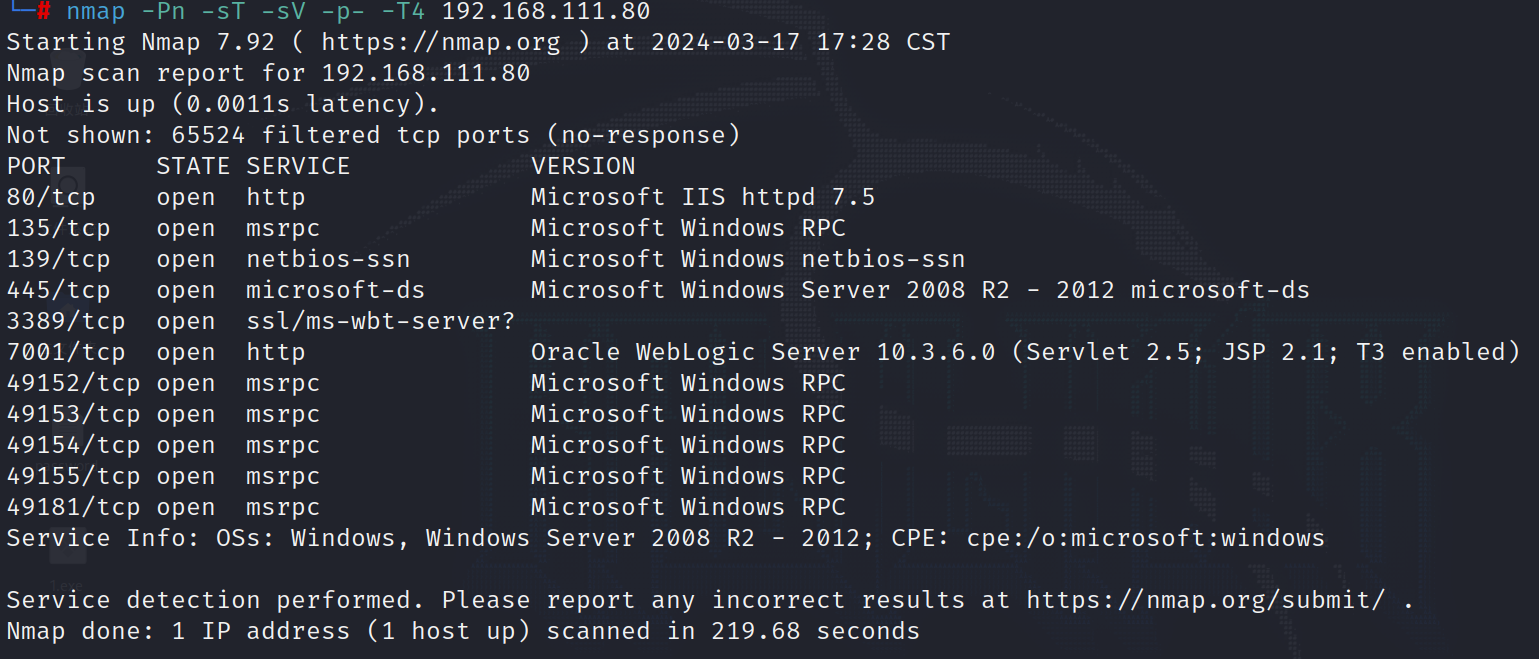 └─# nmap -Pn -sT -sV -p- -T4 192.168.111.80
Starting Nmap 7.92 ( https://nmap.org ) at 2024-03-17 17:28 CST
Nmap scan report for 192.168.111.80
Host is up (0.0011s latency).
Not shown: 65524 filtered tcp ports (no-response)
PORT      STATE SERVICE            VERSION
80/tcp    open  http               Microsoft IIS httpd 7.5
135/tcp   open  msrpc              Microsoft Windows RPC
139/tcp   open  netbios-ssn        Microsoft Windows netbios-ssn
445/tcp   open  microsoft-ds       Microsoft Windows Server 2008 R2 - 2012 microsoft-ds
3389/tcp  open  ssl/ms-wbt-server?
7001/tcp  open  http               Oracle WebLogic Server 10.3.6.0 (Servlet 2.5; JSP 2.1; T3 enabled)
49152/tcp open  msrpc              Microsoft Windows RPC
49153/tcp open  msrpc              Microsoft Windows RPC
49154/tcp open  msrpc              Microsoft Windows RPC
49155/tcp open  msrpc              Microsoft Windows RPC
49181/tcp open  msrpc              Microsoft Windows RPC
Service Info: OSs: Windows, Windows Server 2008 R2 - 2012; CPE: cpe:/o:microsoft:windows
Service detection performed. Please report any incorrect results at https://nmap.org/submit/ .
Nmap done: 1 IP address (1 host up) scanned in 219.68 seconds